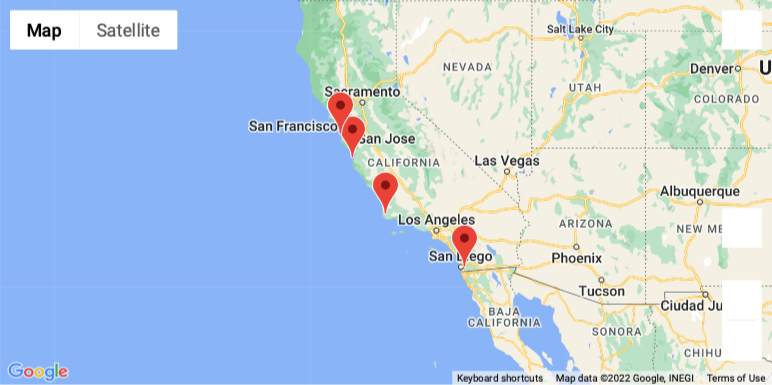 Map
Satellite
Salt Lake City
NEVADA
Denver
U
UTAH
COLORADO
Sacramento
San Francisco
San Jose
CALIFORNIA
Las Vegas
Albuquerque
Los Angeles
ARIZONA
NEW ME
San Diego
Phoenix
Tucson
Ciudad Ju
BAJA
CALIFORNIA
SONORA
CHIHU
Google
Keyboard shortcuts
Map data ©2022 Google, INEGI
Terms of Use